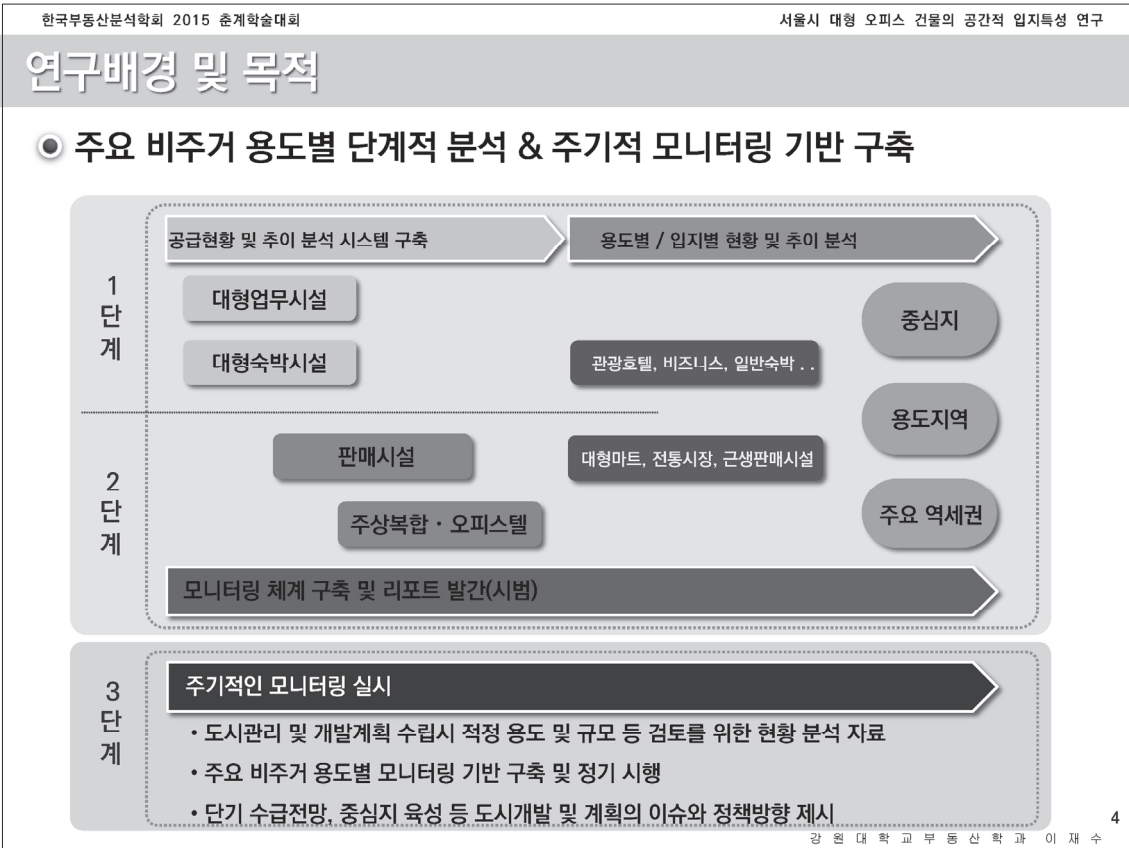 한국부동산분석학회 2015 춘계학술대회
서울시 대형 오피스 건물의 공간적 입지특성 연구
연구배경 및 목적
주요 비주거 용도별 단계적 분석 & 주기적 모니터링 기반 구축
1
단
계
공급현황 및 추이 분석 시스템 구축
용도별 / 입지별 현황 및 추이 분석
대형업무시설
중심지
대형숙박시설
관광호텔, 비즈니스, 일반숙박 . .
용도지역
2
단
계
판매시설
대형마트, 전통시장, 근생판매시설
주상복합 · 오피스텔
주요 역세권
모니터링 체계 구축 및 리포트 발간(시범)
3
단
계
주기적인 모니터링 실시
• 도시관리 및 개발계획 수립시 적정 용도 및 규모 등 검토를 위한 현황 분석 자료
• 주요 비주거 용도별 모니터링 기반 구축 및 정기 시행
• 단기 수급전망, 중심지 육성 등 도시개발 및 계획의 이슈와 정책방향 제시
4
강 원 대 학 교 부 동 산 학 과 이 재 수